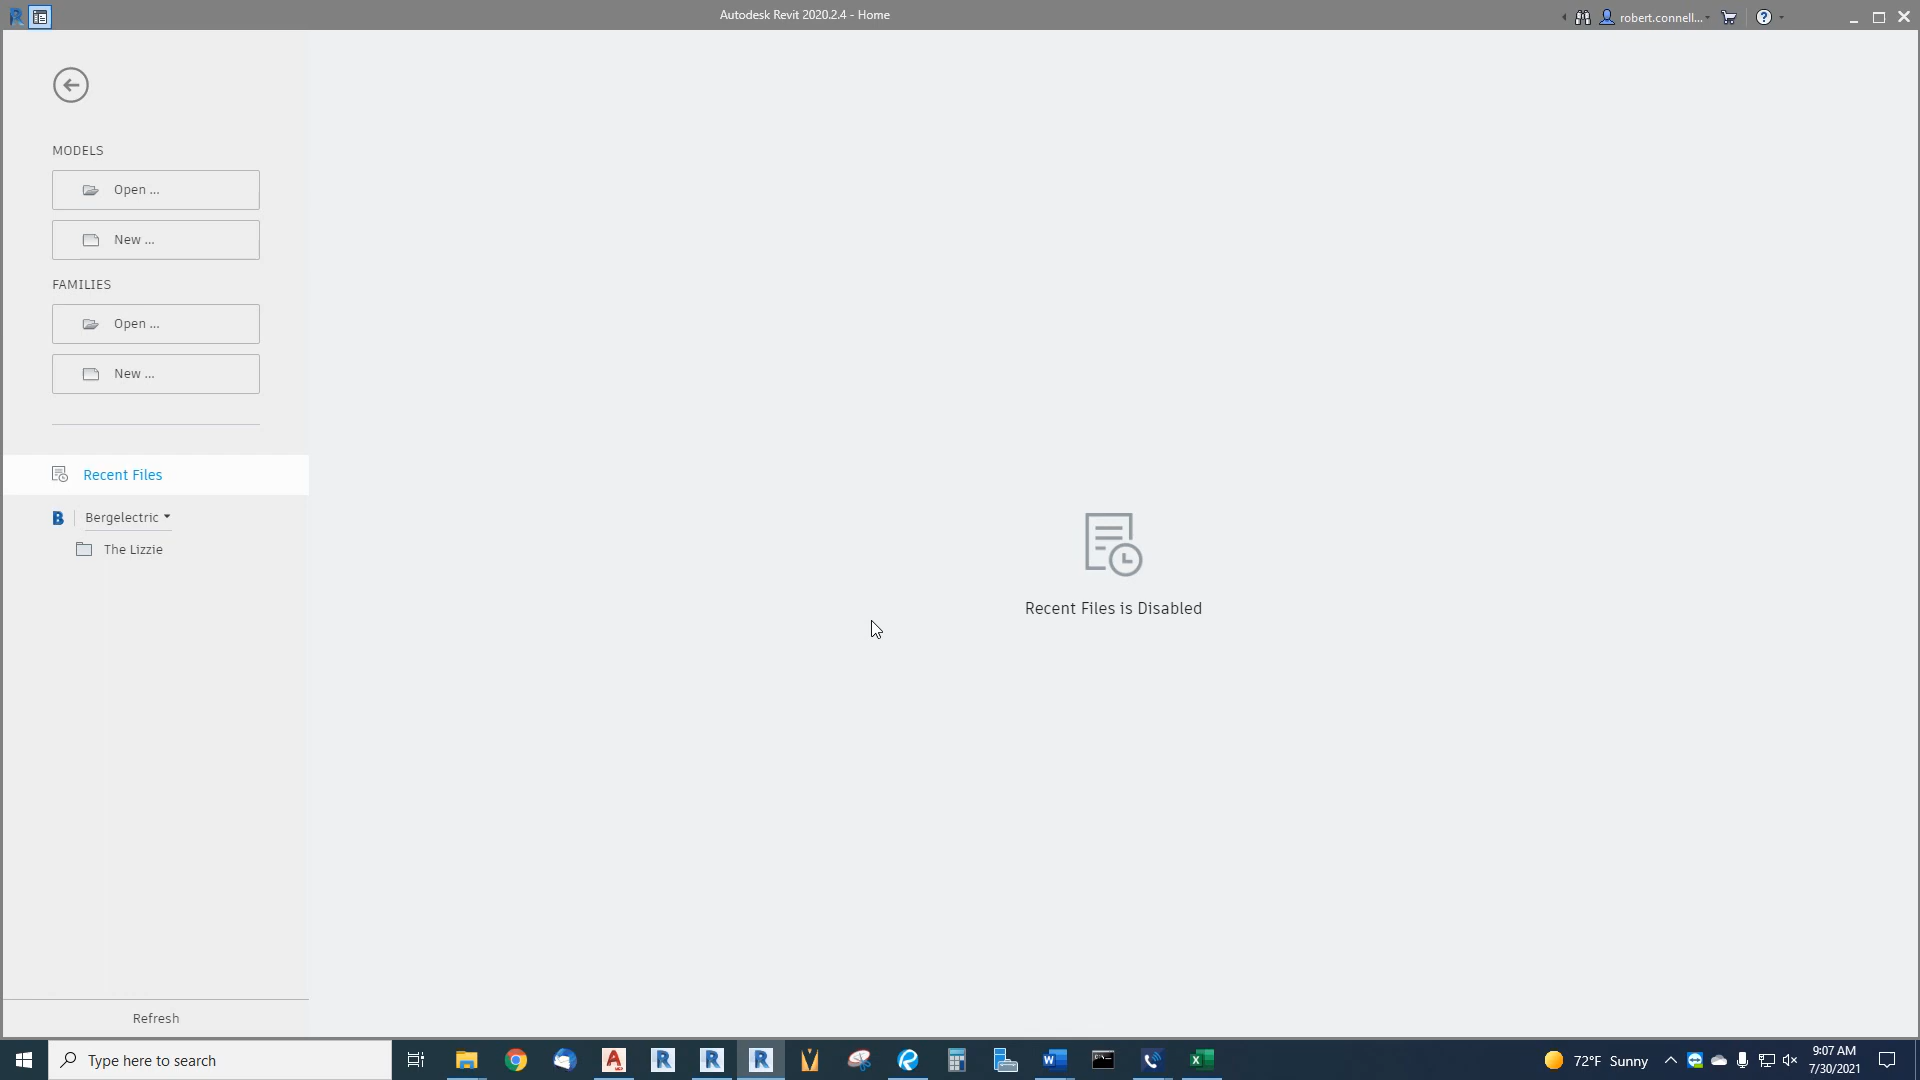 Autodesk Revit 2020.2.4 - Home
robert.connell...
MODELS
Open ...
New ...
FAMILIES
Open ...
New ...
Recent Files
B
Bergelectric
The Lizzie
Recent Files is Disabled
Refresh
Type here to search
72°F Sunny
9:07 AM
7/30/2021